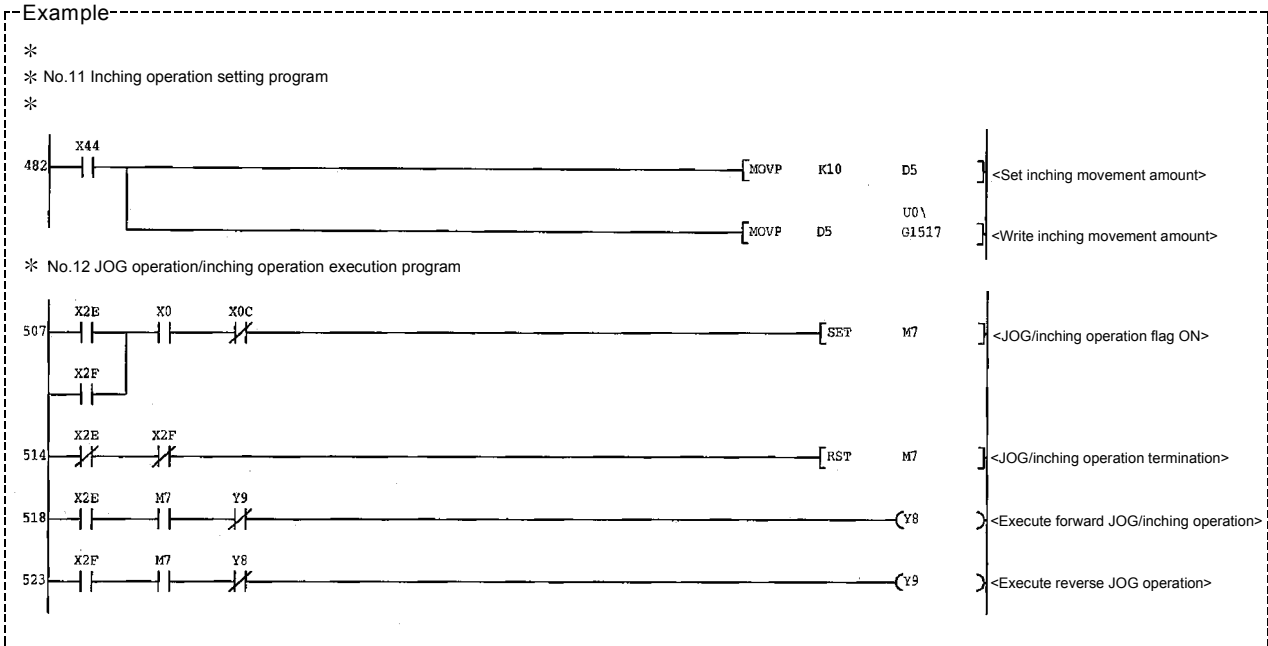 Example
*
* No.11 Inching operation setting program
*
X44
482 MOVP K10 D5 <Set inching movement amount>
U0\
MOVP D5 G1517 <Write inching movement amount>
* No.12 JOG operation/inching operation execution program
X2E X0 X0C
507 SET M7 <JOG/inching operation flag ON>
X2F
X2E X2F
514 RST M7 <JOG/inching operation termination>
X2E M7 Y9
518 Y8 <Execute forward JOG/inching operation>
X2F M7 Y8
523 Y9 <Execute reverse JOG operation>